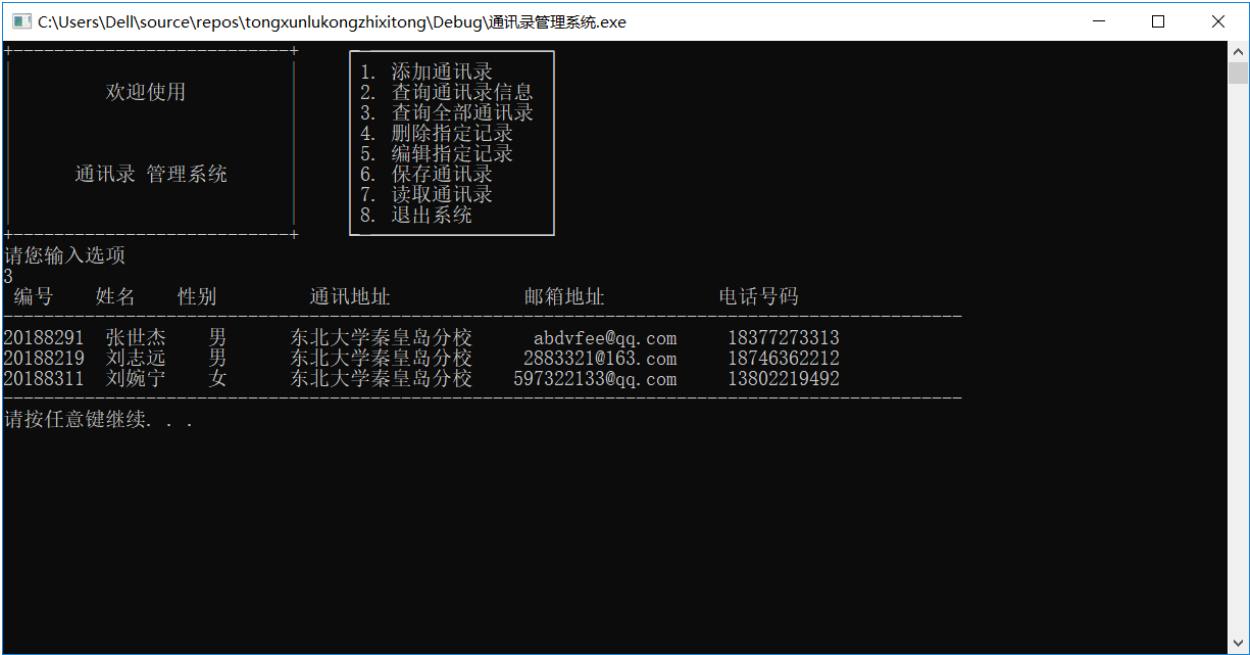 C:\Users\Dell\source\repos\tongxunlukongzhixitong\Debug\通讯录管理系统.exe
欢迎使用
通讯录 管理系统
1. 添加通讯录
2. 查询通讯录信息
3. 查询全部通讯录
4. 删除指定记录
5. 编辑指定记录
6. 保存通讯录
7. 读取通讯录
8. 退出系统
请您输入选项
3
编号 姓名 性别 通讯地址 邮箱地址 电话号码
20188291 张世杰 男 东北大学秦皇岛分校 abdvfee@qq.com 18377273313
20188219 刘志远 男 东北大学秦皇岛分校 2883321@163.com 18746362212
20188311 刘婉宁 女 东北大学秦皇岛分校 597322133@qq.com 13802219492
请按任意键继续. . .